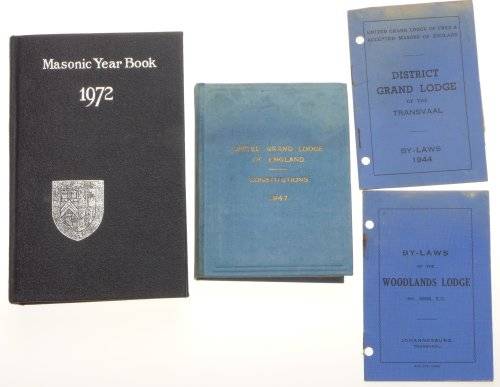 Masonic Year Book
1972
UNITED GRAND LODGE
OF ENGLAND
CONSTITUTIONS
1947
UNITED GRAND LODGE OF FREE &
ACCEPTED MASONS OF ENGLAND
DISTRICT
GRAND LODGE
OF THE
TRANSVAAL
BY-LAWS
1944
BY-LAWS
OF THE
WOODLANDS LODGE
JOHANNESBURG
TRANSVAAL